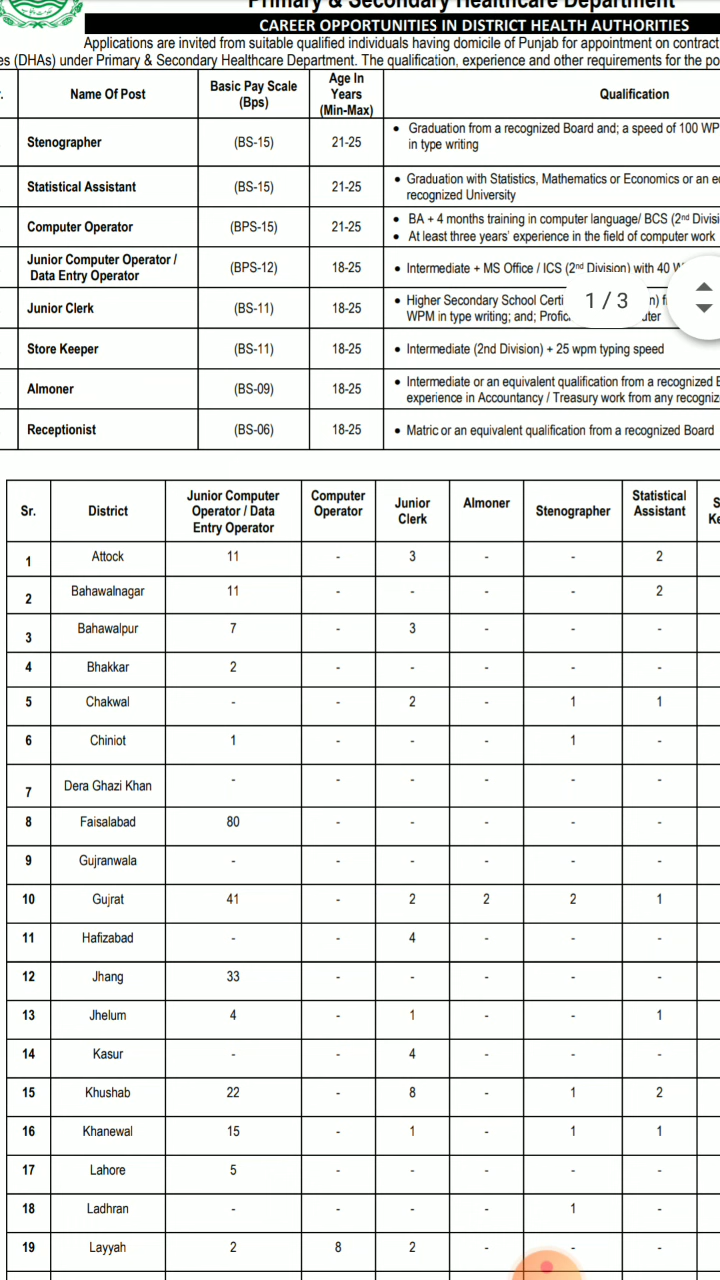 Primary & Secondary Healthcare Department
CAREER OPPORTUNITIES IN DISTRICT HEALTH AUTHORITIES
Applications are invited from suitable qualified individuals having domicile of Punjab for appointment on contract
es (DHAs) under Primary & Secondary Healthcare Department. The qualification, experience and other requirements for the po
Name Of Post Basic Pay Scale (Bps) Age In Years (Min-Max) Qualification
Stenographer (BS-15) 21-25 • Graduation from a recognized Board and; a speed of 100 WP
in type writing
Statistical Assistant (BS-15) 21-25 • Graduation with Statistics, Mathematics or Economics or an e
recognized University
Computer Operator (BPS-15) 21-25 • BA + 4 months training in computer language/ BCS (2nd Divisi
• At least three years' experience in the field of computer work
Junior Computer Operator / Data Entry Operator (BPS-12) 18-25 • Intermediate + MS Office / ICS (2nd Division) with 40 W
Junior Clerk (BS-11) 18-25 • Higher Secondary School Certi n) f
WPM in type writing; and; Profic uter
1 / 3
Store Keeper (BS-11) 18-25 • Intermediate (2nd Division) + 25 wpm typing speed
Almoner (BS-09) 18-25 • Intermediate or an equivalent qualification from a recognized B
experience in Accountancy / Treasury work from any recogniz
Receptionist (BS-06) 18-25 • Matric or an equivalent qualification from a recognized Board
Sr. District Junior Computer Operator / Data Entry Operator Computer Operator Junior Clerk Almoner Stenographer Statistical Assistant S Ke
1 Attock 11 - 3 - - 2
2 Bahawalnagar 11 - - - - 2
3 Bahawalpur 7 - 3 - - -
4 Bhakkar 2 - - - - -
5 Chakwal - - 2 - 1 1
6 Chiniot 1 - - - 1 -
7 Dera Ghazi Khan - - - - - -
8 Faisalabad 80 - - - - -
9 Gujranwala - - - - - -
10 Gujrat 41 - 2 2 2 1
11 Hafizabad - - 4 - - -
12 Jhang 33 - - - - -
13 Jhelum 4 - 1 - - 1
14 Kasur - - 4 - - -
15 Khushab 22 - 8 - 1 2
16 Khanewal 15 - 1 - 1 1
17 Lahore 5 - - - - -
18 Ladhran - - - - 1 -
19 Layyah 2 8 2 - - -